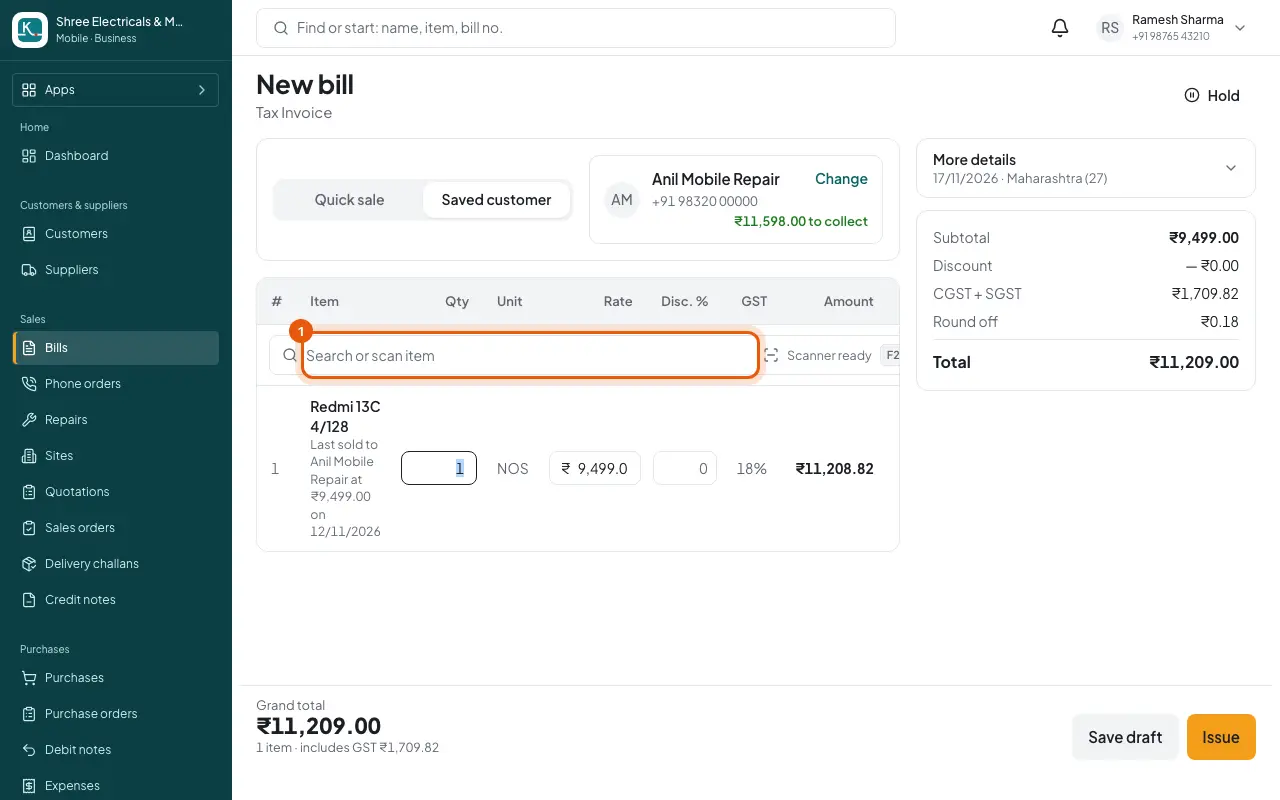 Shree Electricals & M…
Mobile · Business
Find or start: name, item, bill no.
RS
Ramesh Sharma
+91 98765 43210
Apps
Home
Dashboard
Customers & suppliers
Customers
Suppliers
Sales
Bills
Phone orders
Repairs
Sites
Quotations
Sales orders
Delivery challans
Credit notes
Purchases
Purchases
Purchase orders
Debit notes
Expenses
New bill
Tax Invoice
Hold
Quick sale
Saved customer
AM
Anil Mobile Repair
Change
+91 98320 00000
₹11,598.00 to collect
# Item Qty Unit Rate Disc. % GST Amount
1
Search or scan item
Scanner ready
F2
1
Redmi 13C
4/128
Last sold to
Anil Mobile
Repair at
₹9,499.00
on
12/11/2026
1
NOS
₹ 9,499.0
0
18%
₹11,208.82
More details
17/11/2026 · Maharashtra (27)
Subtotal ₹9,499.00
Discount — ₹0.00
CGST + SGST ₹1,709.82
Round off ₹0.18
Total ₹11,209.00
Grand total
₹11,209.00
1 item · includes GST ₹1,709.82
Save draft
Issue